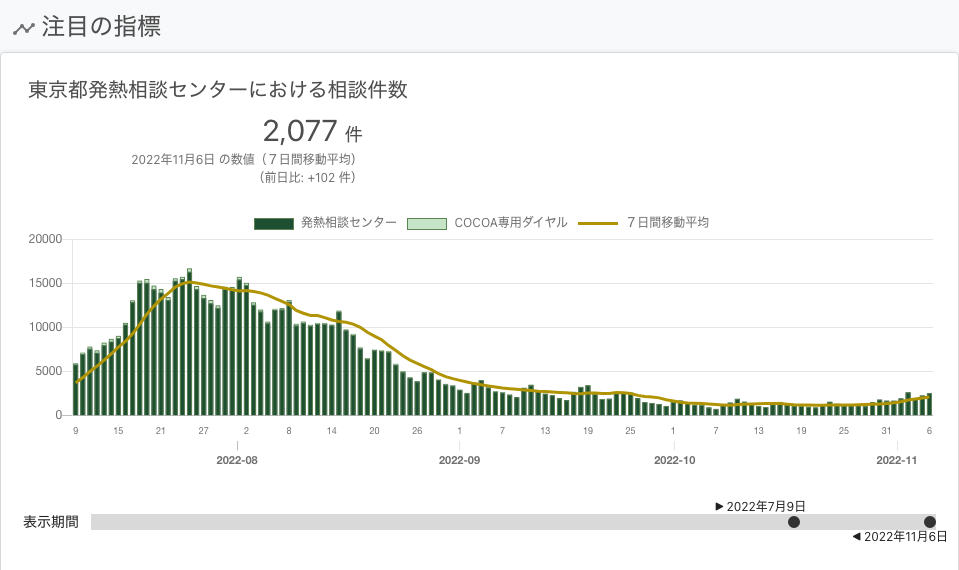 注目の指標
東京都発熱相談センターにおける相談件数
2,077 件
2022年11月6日 の数値（７日間移動平均）
（前日比: +102 件）
発熱相談センター COCOA専用ダイヤル ７日間移動平均
20000
15000
10000
5000
0
9 15 21 27 2 8 14 20 26 1 7 13 19 25 1 7 13 19 25 31 6
2022-08 2022-09 2022-10 2022-11
▶ 2022年7月9日
表示期間
◀ 2022年11月6日